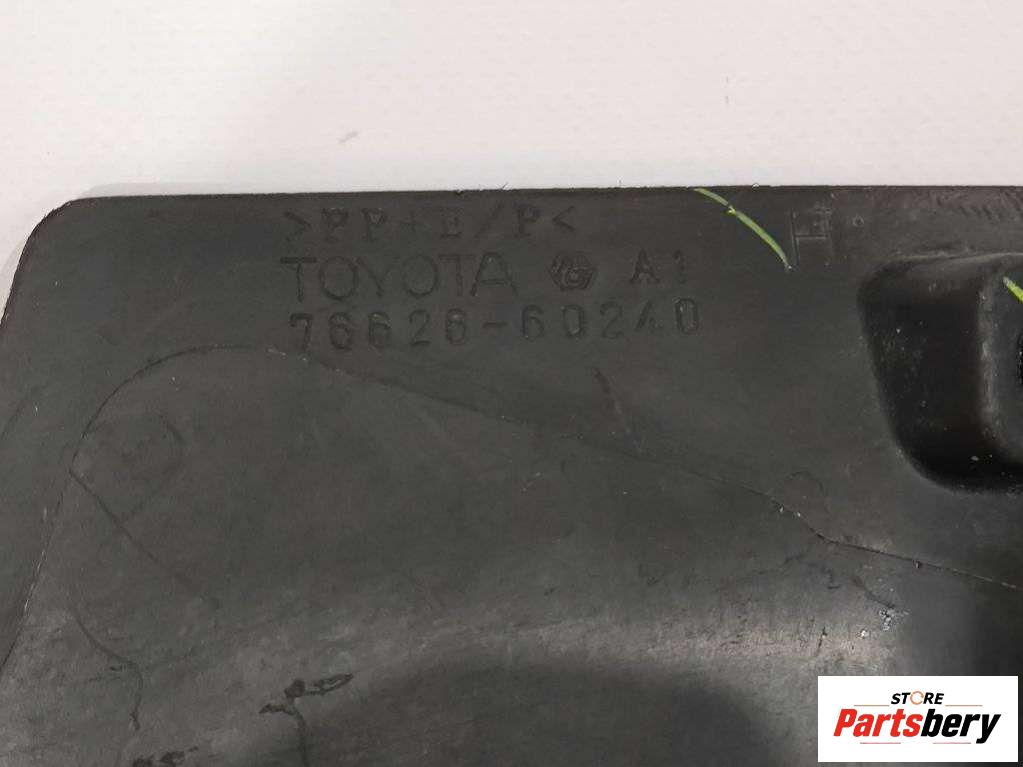 >PP+E/P<
TOYOTA A1
76626-60240
H
STORE
Partsbery